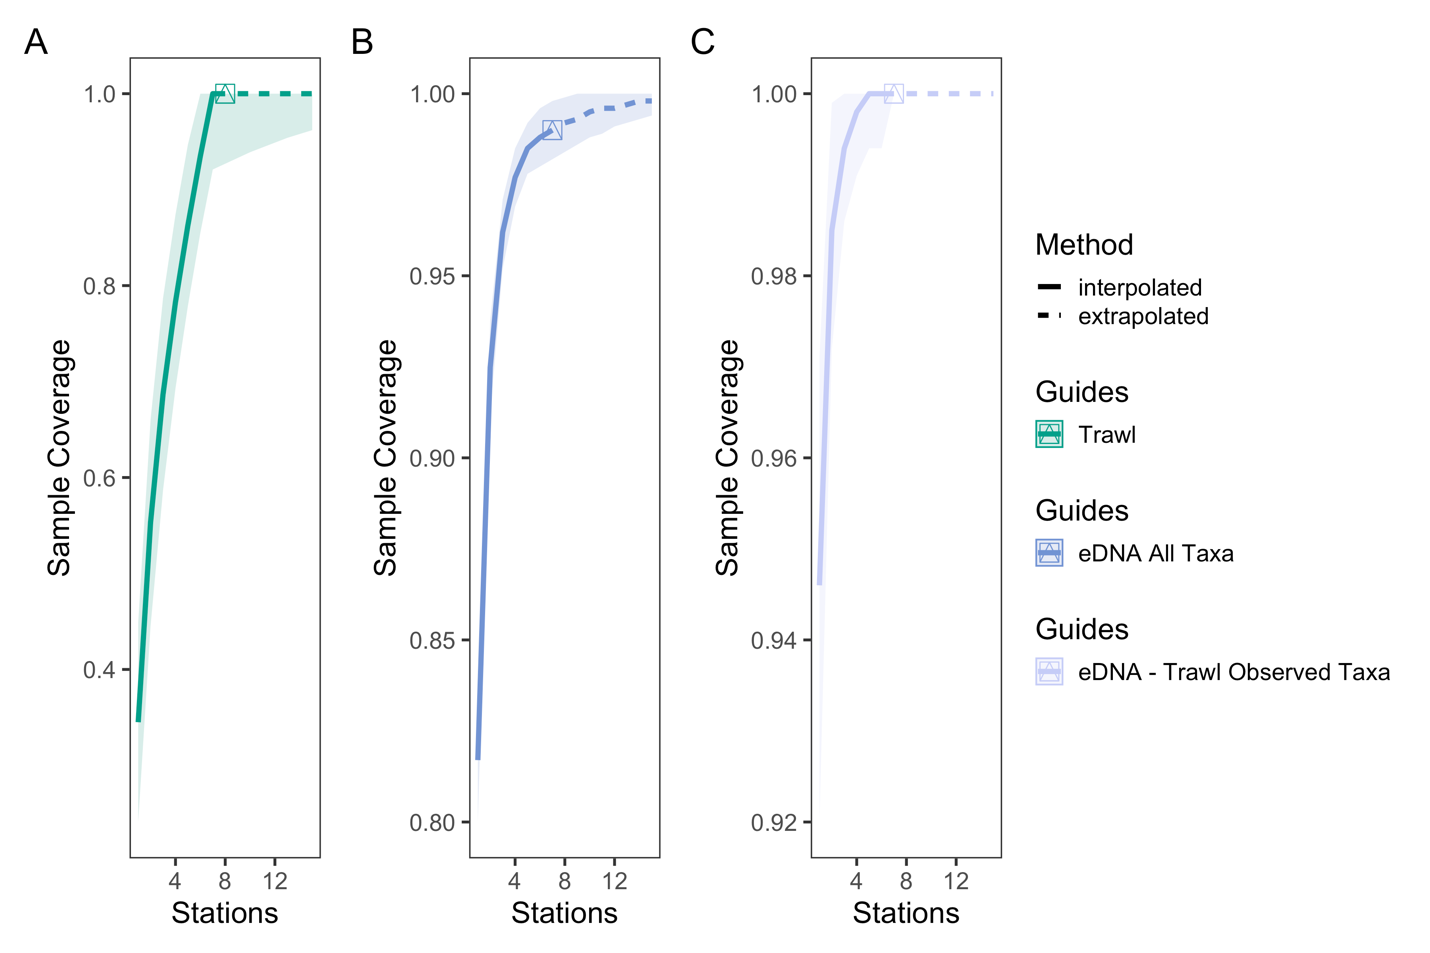 A
B
C
1.0
0.8
0.6
0.4
Sample Coverage
4 8 12
Stations
1.00
0.95
0.90
0.85
0.80
Sample Coverage
4 8 12
Stations
1.00
0.98
0.96
0.94
0.92
Sample Coverage
4 8 12
Stations
Method
interpolated
extrapolated
Guides
Trawl
Guides
eDNA All Taxa
Guides
eDNA - Trawl Observed Taxa